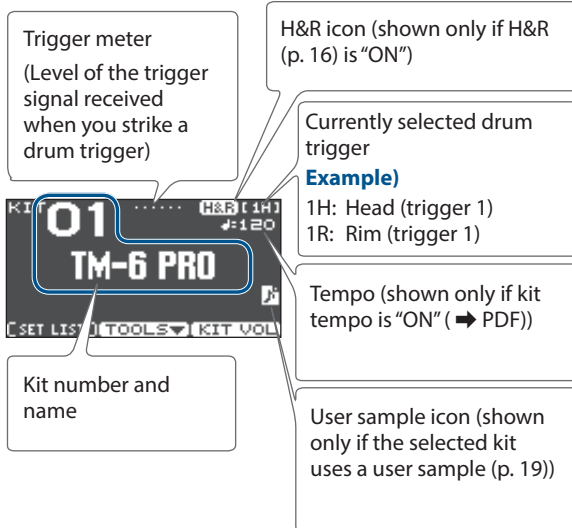 Trigger meter
(Level of the trigger
signal received
when you strike a
drum trigger)
H&R icon (shown only if H&R
(p. 16) is “ON”)
Currently selected drum
trigger
Example)
1H: Head (trigger 1)
1R: Rim (trigger 1)
KIT 01 H&R [1H]
♩:120
TM-6 PRO
[SET LIST] [TOOLS▼] [KIT VOL]
Tempo (shown only if kit
tempo is “ON” ( ➡ PDF))
Kit number and
name
User sample icon (shown
only if the selected kit
uses a user sample (p. 19))